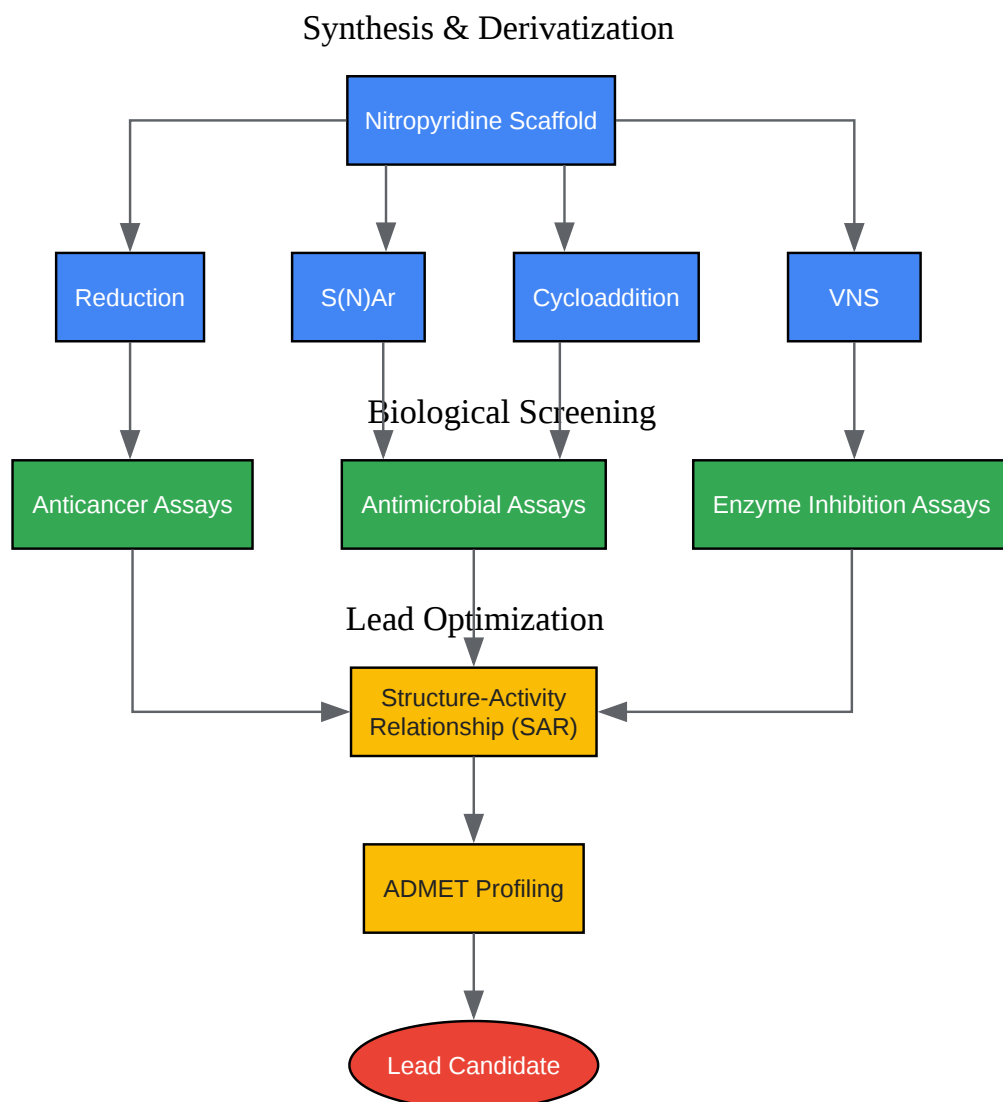 Synthesis & Derivatization
Nitropyridine Scaffold
Reduction
S(N)Ar
Cycloaddition
VNS
Biological Screening
Anticancer Assays
Antimicrobial Assays
Enzyme Inhibition Assays
Lead Optimization
Structure-Activity
Relationship (SAR)
ADMET Profiling
Lead Candidate